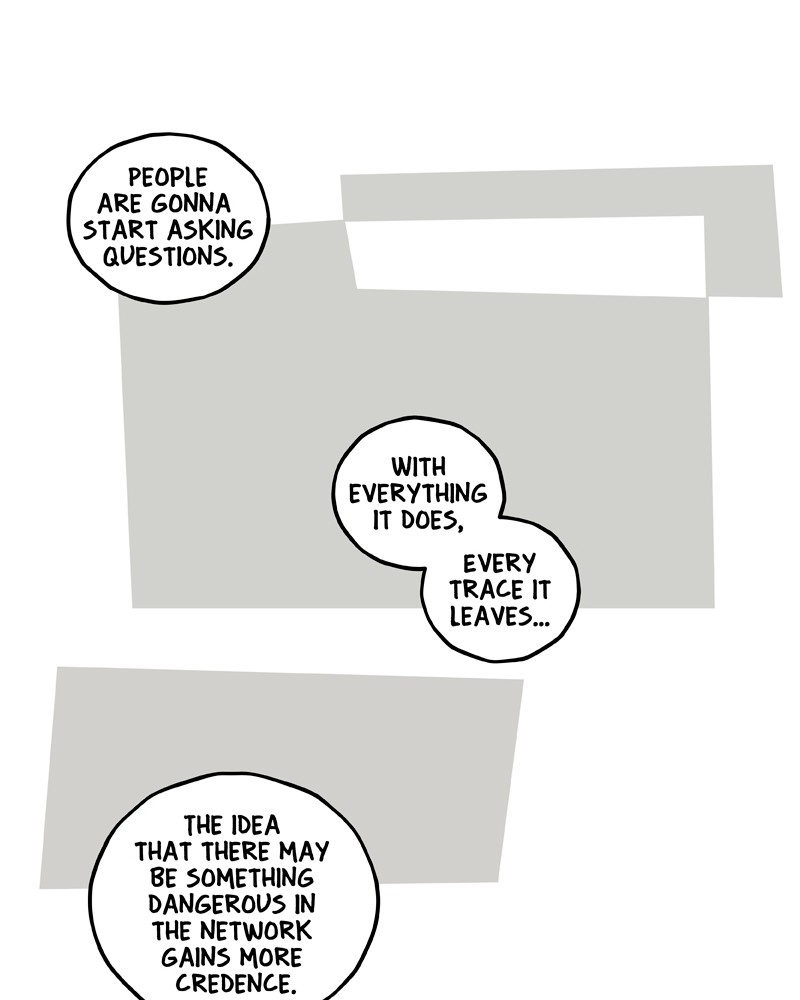 PEOPLE
ARE GONNA
START ASKING
QUESTIONS.
WITH
EVERYTHING
IT DOES,
EVERY
TRACE IT
LEAVES...
THE IDEA
THAT THERE MAY
BE SOMETHING
DANGEROUS IN
THE NETWORK
GAINS MORE
CREDENCE.